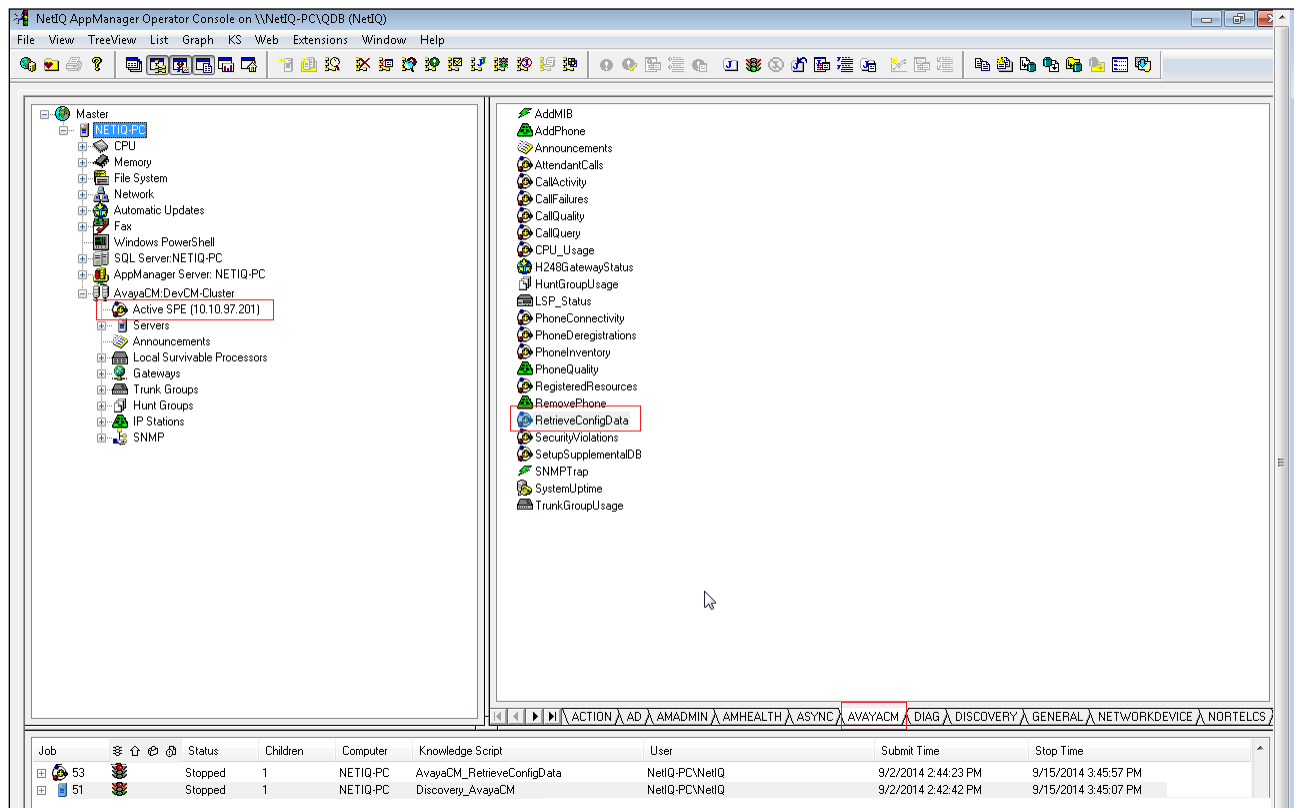 NetIQ AppManager Operator Console on \\NetIQ-PC\QDB (NetIQ)
File View TreeView List Graph KS Web Extensions Window Help
Master
NETIQ-PC
CPU
Memory
File System
Network
Automatic Updates
Fax
Windows PowerShell
SQL Server:NETIQ-PC
AppManager Server: NETIQ-PC
AvayaCM:DevCM-Cluster
Active SPE (10.10.97.201)
Servers
Announcements
Local Survivable Processors
Gateways
Trunk Groups
Hunt Groups
IP Stations
SNMP
AddMIB
AddPhone
Announcements
AttendantCalls
CallActivity
CallFailures
CallQuality
CallQuery
CPU_Usage
H248GatewayStatus
HuntGroupUsage
LSP_Status
PhoneConnectivity
PhoneDeregistrations
PhoneInventory
PhoneQuality
RegisteredResources
RemovePhone
RetrieveConfigData
SecurityViolations
SetupSupplementalDB
SNMPTrap
SystemUptime
TrunkGroupUsage
ACTION AD AMADMIN AMHEALTH ASYNC AVAYACM DIAG DISCOVERY GENERAL NETWORKDEVICE NORTELCS
Job Status Children Computer Knowledge Script User Submit Time Stop Time
53 Stopped 1 NETIQ-PC AvayaCM_RetrieveConfigData NetIQ-PC\NetIQ 9/2/2014 2:44:23 PM 9/15/2014 3:45:57 PM
51 Stopped 1 NETIQ-PC Discovery_AvayaCM NetIQ-PC\NetIQ 9/2/2014 2:42:42 PM 9/15/2014 3:45:07 PM